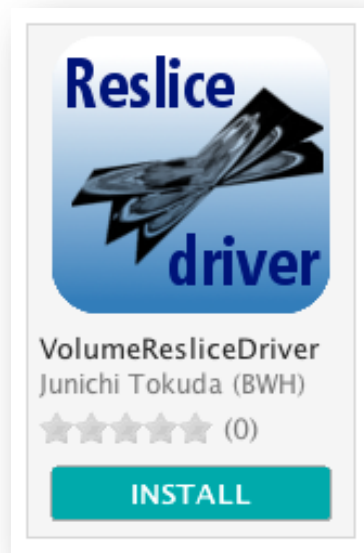 Reslice
driver
VolumeResliceDriver
Junichi Tokuda (BWH)
(0)
INSTALL